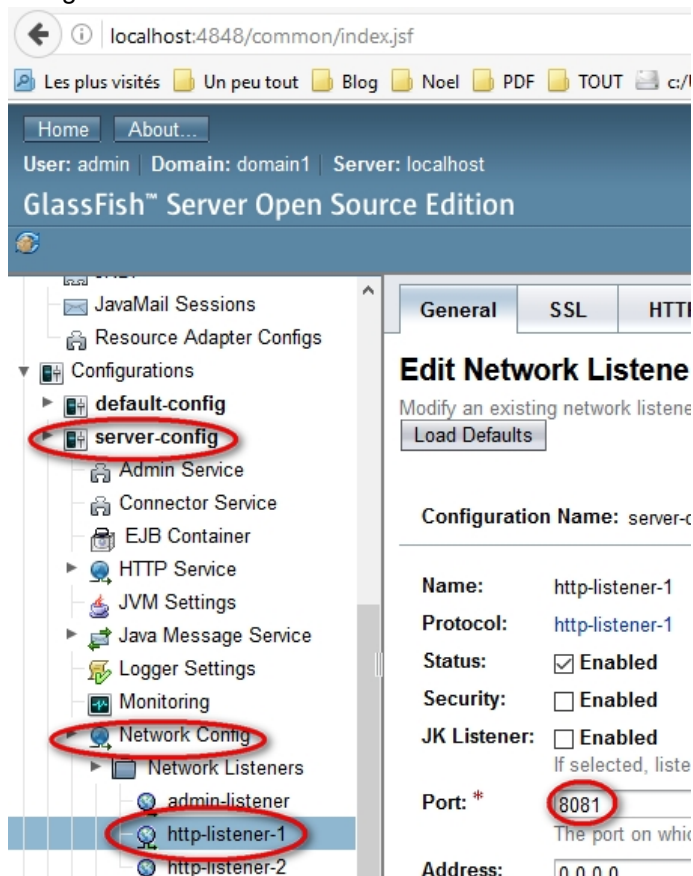 localhost:4848/common/index.jsf
Les plus visités Un peu tout Blog Noel PDF TOUT c:/
Home About...
User: admin Domain: domain1 Server: localhost
GlassFish™ Server Open Source Edition
JavaMail Sessions
Resource Adapter Configs
Configurations
default-config
server-config
Admin Service
Connector Service
EJB Container
HTTP Service
JVM Settings
Java Message Service
Logger Settings
Monitoring
Network Config
Network Listeners
admin-listener
http-listener-1
http-listener-2
General SSL HTT
Edit Network Listene
Modify an existing network listene
Load Defaults
Configuration Name: server-c
Name: http-listener-1
Protocol: http-listener-1
Status: Enabled
Security: Enabled
JK Listener: Enabled
If selected, liste
Port: * 8081
The port on whic
Address: 0.0.0.0